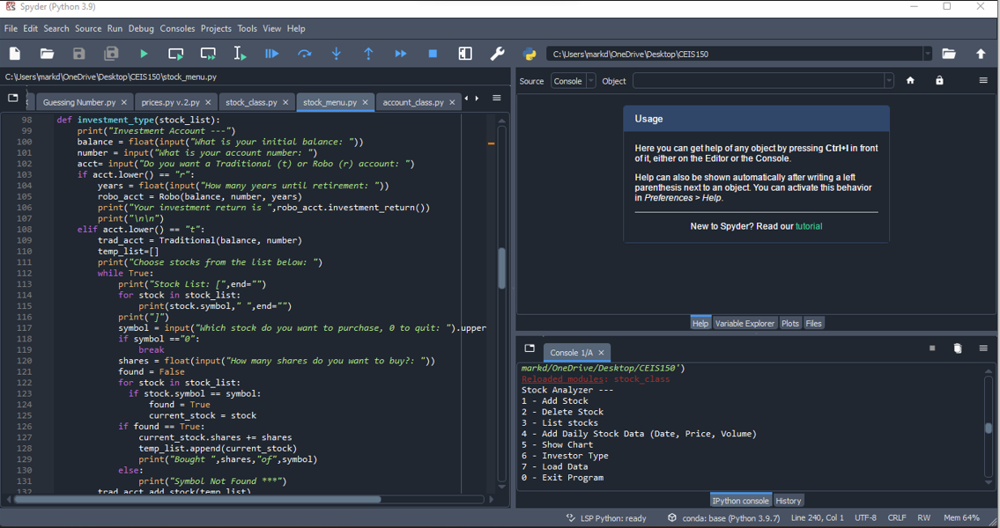 Spyder (Python 3.9)
File Edit Search Source Run Debug Consoles Projects Tools View Help
C:\Users\markd\OneDrive\Desktop\CEIS150
C:\Users\markd\OneDrive\Desktop\CEIS150\stock_menu.py
Guessing Number.py prices.py v.2.py stock_class.py stock_menu.py account_class.py
98 def investment_type(stock_list):
99 print("Investment Account ---")
100 balance = float(input("What is your initial balance: "))
101 number = input("What is your account number: ")
102 acct= input("Do you want a Traditional (t) or Robo (r) account: ")
103 if acct.lower() == "r":
104 years = float(input("How many years until retirement: "))
105 robo_acct = Robo(balance, number, years)
106 print("Your investment return is ",robo_acct.investment_return())
107 print("\n\n")
108 elif acct.lower() == "t":
109 trad_acct = Traditional(balance, number)
110 temp_list=[]
111 print("Choose stocks from the list below: ")
112 while True:
113 print("Stock List: [",end="")
114 for stock in stock_list:
115 print(stock.symbol," ",end="")
116 print("]")
117 symbol = input("Which stock do you want to purchase, 0 to quit: ").upper
118 if symbol =="0":
119 break
120 shares = float(input("How many shares do you want to buy?: "))
121 found = False
122 for stock in stock_list:
123 if stock.symbol == symbol:
124 found = True
125 current_stock = stock
126 if found == True:
127 current_stock.shares += shares
128 temp_list.append(current_stock)
129 print("Bought ",shares,"of",symbol)
130 else:
131 print("Symbol Not Found ***")
132 trad_acct.add_stock(temp_list)
Source Console Object
Usage
Here you can get help of any object by pressing Ctrl+I in front
of it, either on the Editor or the Console.
Help can also be shown automatically after writing a left
parenthesis next to an object. You can activate this behavior
in Preferences > Help.
New to Spyder? Read our tutorial
Help Variable Explorer Plots Files
Console 1/A
markd/OneDrive/Desktop/CEIS150')
Reloaded modules: stock_class
Stock Analyzer ---
1 - Add Stock
2 - Delete Stock
3 - List stocks
4 - Add Daily Stock Data (Date, Price, Volume)
5 - Show Chart
6 - Investor Type
7 - Load Data
0 - Exit Program
IPython console History
LSP Python: ready conda: base (Python 3.9.7) Line 240, Col 1 UTF-8 CRLF RW Mem 64%